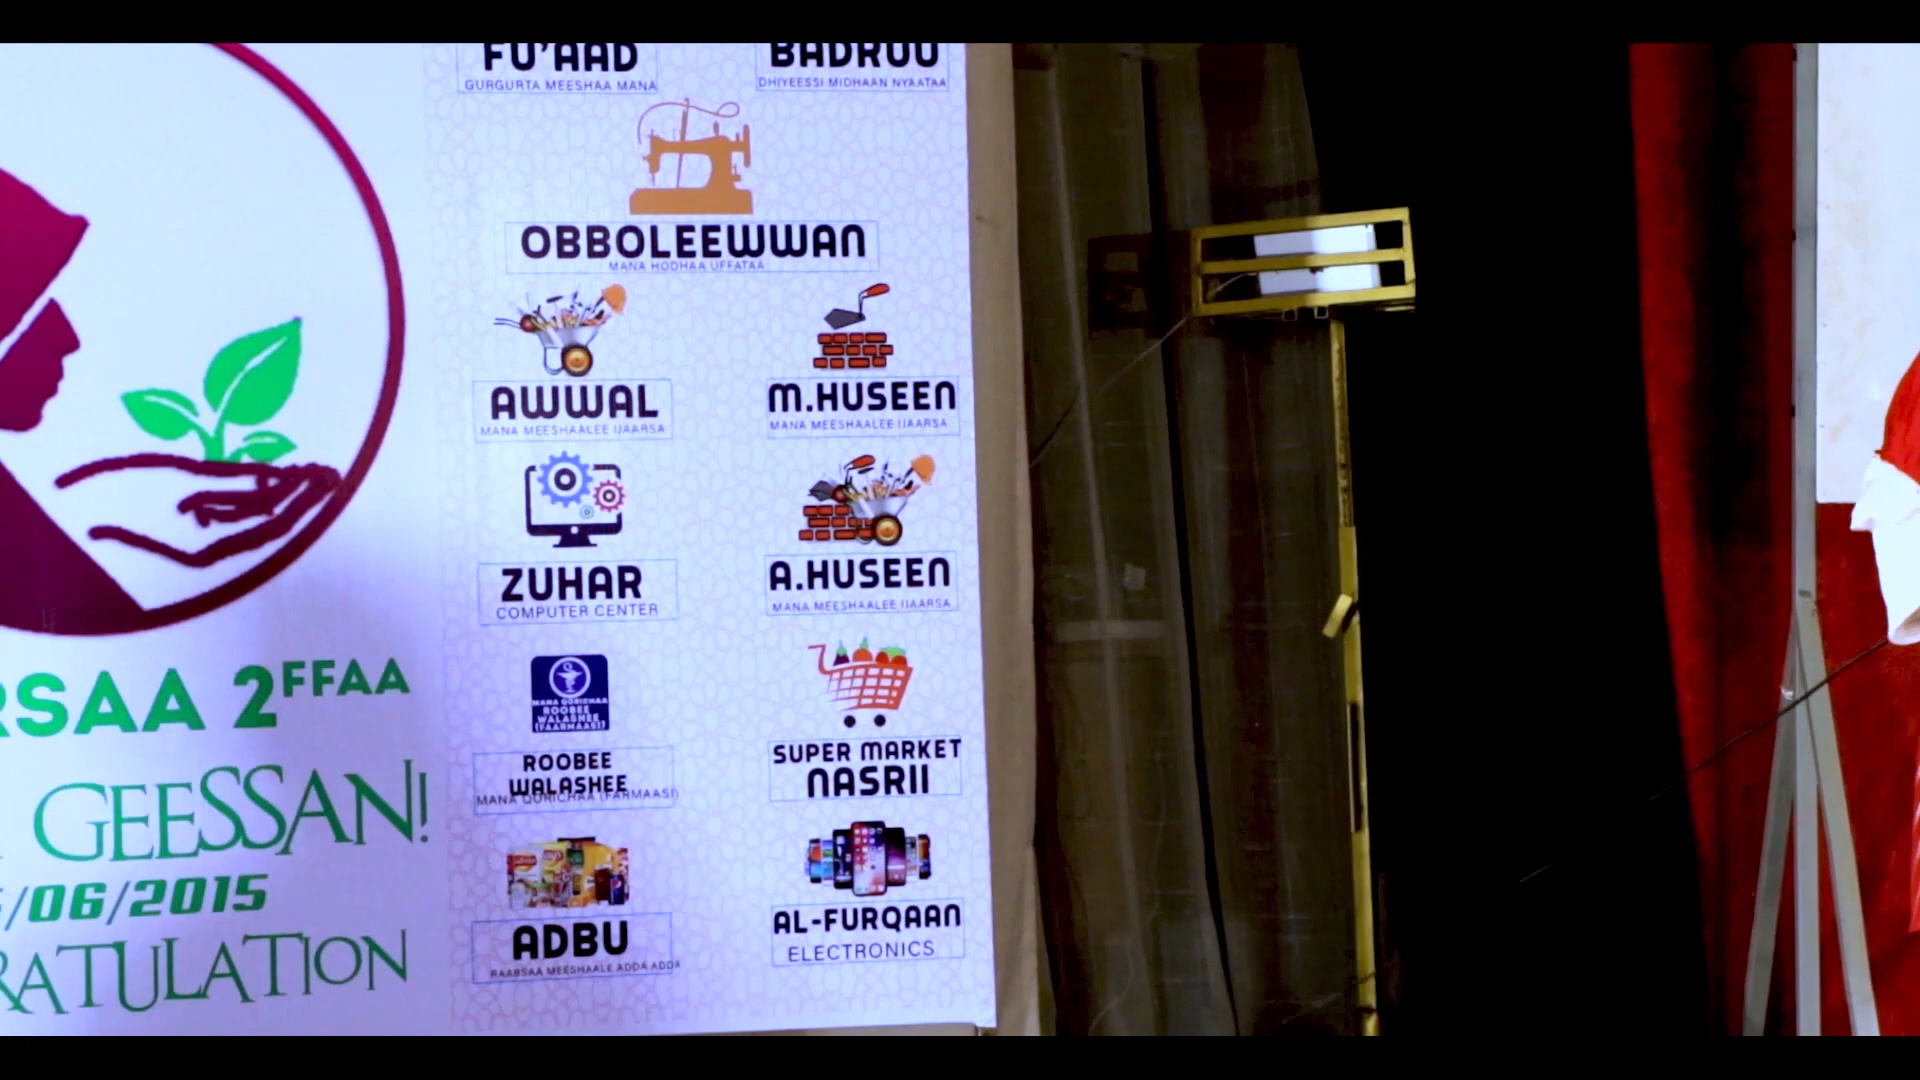 FU'AAD
GURGURTA MEESHAA MANA
BADRUU
DHIYEESSI MIDHAAN NYAATAA
OBBOLEEWWAN
MANA HODHAA UFFATAA
AWWAL
MANA MEESHAALEE IJAARSA
M.HUSEEN
MANA MEESHAALEE IJAARSA
ZUHAR
COMPUTER CENTER
A.HUSEEN
MANA MEESHAALEE IJAARSA
MANA QORICHAA
ROOBEE
WALASHEE
(FAARMAASI)
ROOBEE
WALASHEE
MANA QORICHAA (FARMAASI)
SUPER MARKET
NASRII
ADBU
RAABSAA MEESHAALE ADDA ADDA
AL-FURQAAN
ELECTRONICS
RSAA 2FFAA
GEESSAN!
/06/2015
RATULATION